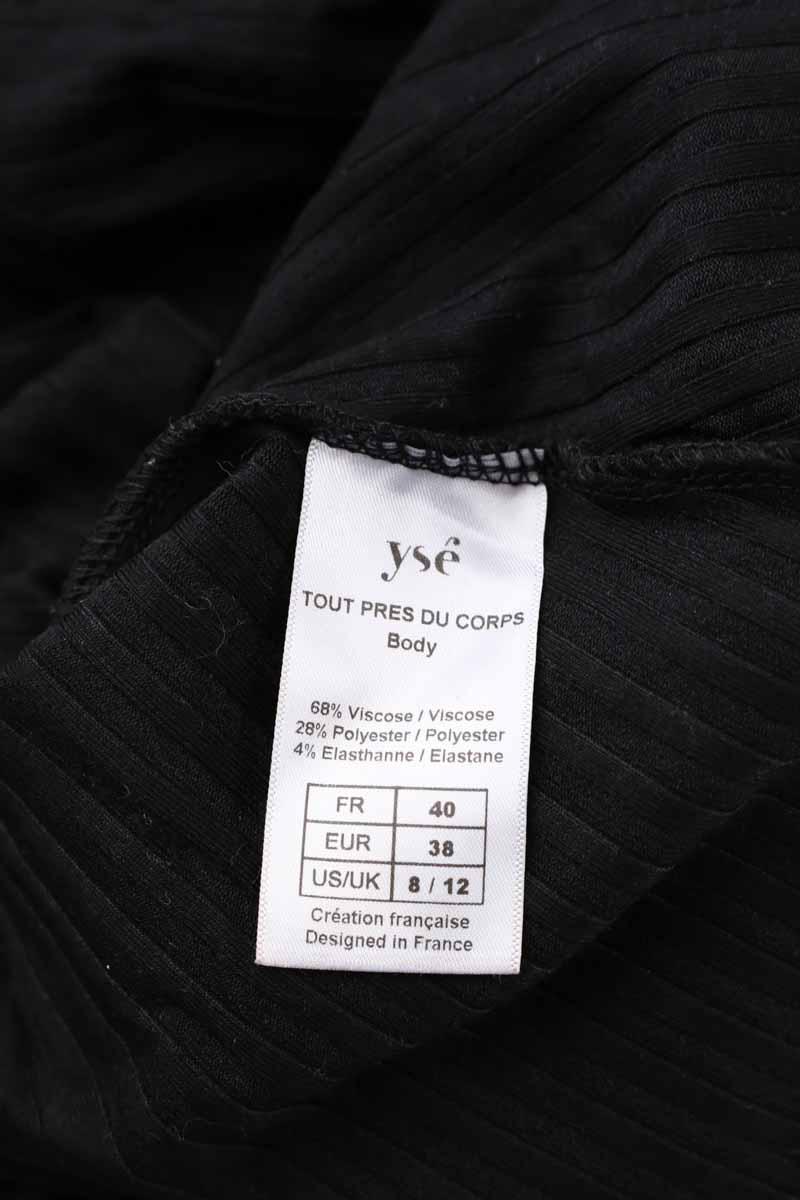 ysé
TOUT PRES DU CORPS
Body
68% Viscose / Viscose
28% Polyester / Polyester
4% Elasthanne / Elastane
FR 40
EUR 38
US/UK 8 / 12
Création française
Designed in France